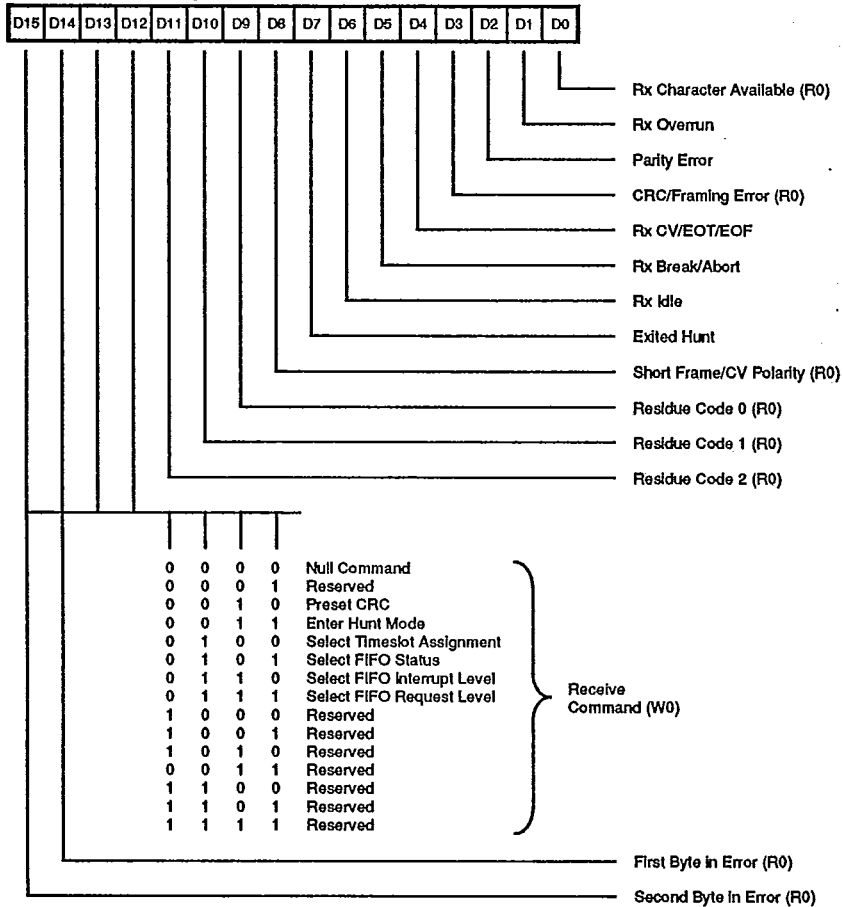 D15 D14 D13 D12 D11 D10 D9 D8 D7 D6 D5 D4 D3 D2 D1 D0
Rx Character Available (R0)
Rx Overrun
Parity Error
CRC/Framing Error (R0)
Rx CV/EOT/EOF
Rx Break/Abort
Rx Idle
Exited Hunt
Short Frame/CV Polarity (R0)
Residue Code 0 (R0)
Residue Code 1 (R0)
Residue Code 2 (R0)
0 0 0 0 Null Command
0 0 0 1 Reserved
0 0 1 0 Preset CRC
0 0 1 1 Enter Hunt Mode
0 1 0 0 Select Timeslot Assignment
0 1 0 1 Select FIFO Status
0 1 1 0 Select FIFO Interrupt Level
0 1 1 1 Select FIFO Request Level
1 0 0 0 Reserved
1 0 0 1 Reserved
1 0 1 0 Reserved
0 0 1 1 Reserved
1 1 0 0 Reserved
1 1 0 1 Reserved
1 1 1 1 Reserved
Receive
Command (W0)
First Byte in Error (R0)
Second Byte in Error (R0)